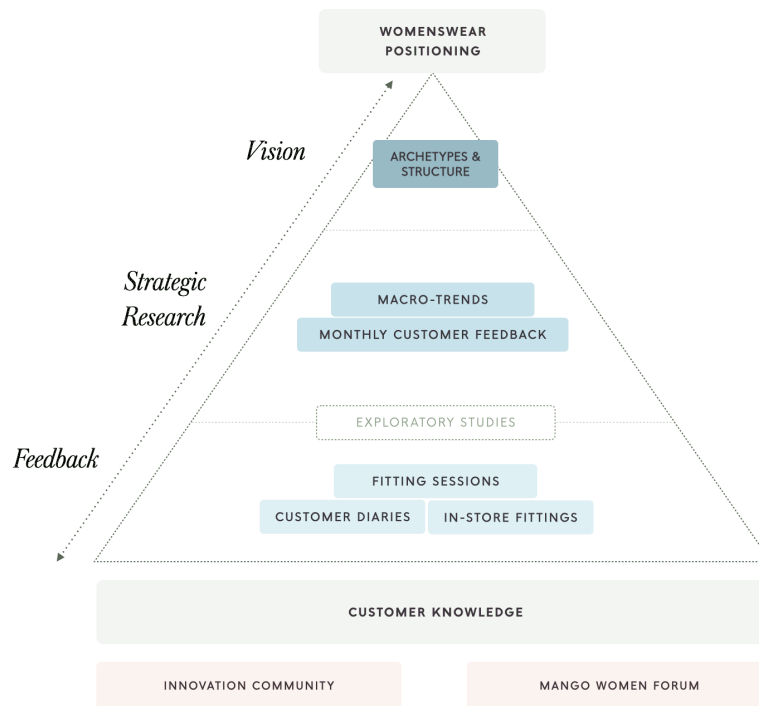 WOMENSWEAR
POSITIONING
Vision
ARCHETYPES &
STRUCTURE
Strategic
Research
MACRO-TRENDS
MONTHLY CUSTOMER FEEDBACK
EXPLORATORY STUDIES
Feedback
FITTING SESSIONS
CUSTOMER DIARIES
IN-STORE FITTINGS
CUSTOMER KNOWLEDGE
INNOVATION COMMUNITY
MANGO WOMEN FORUM